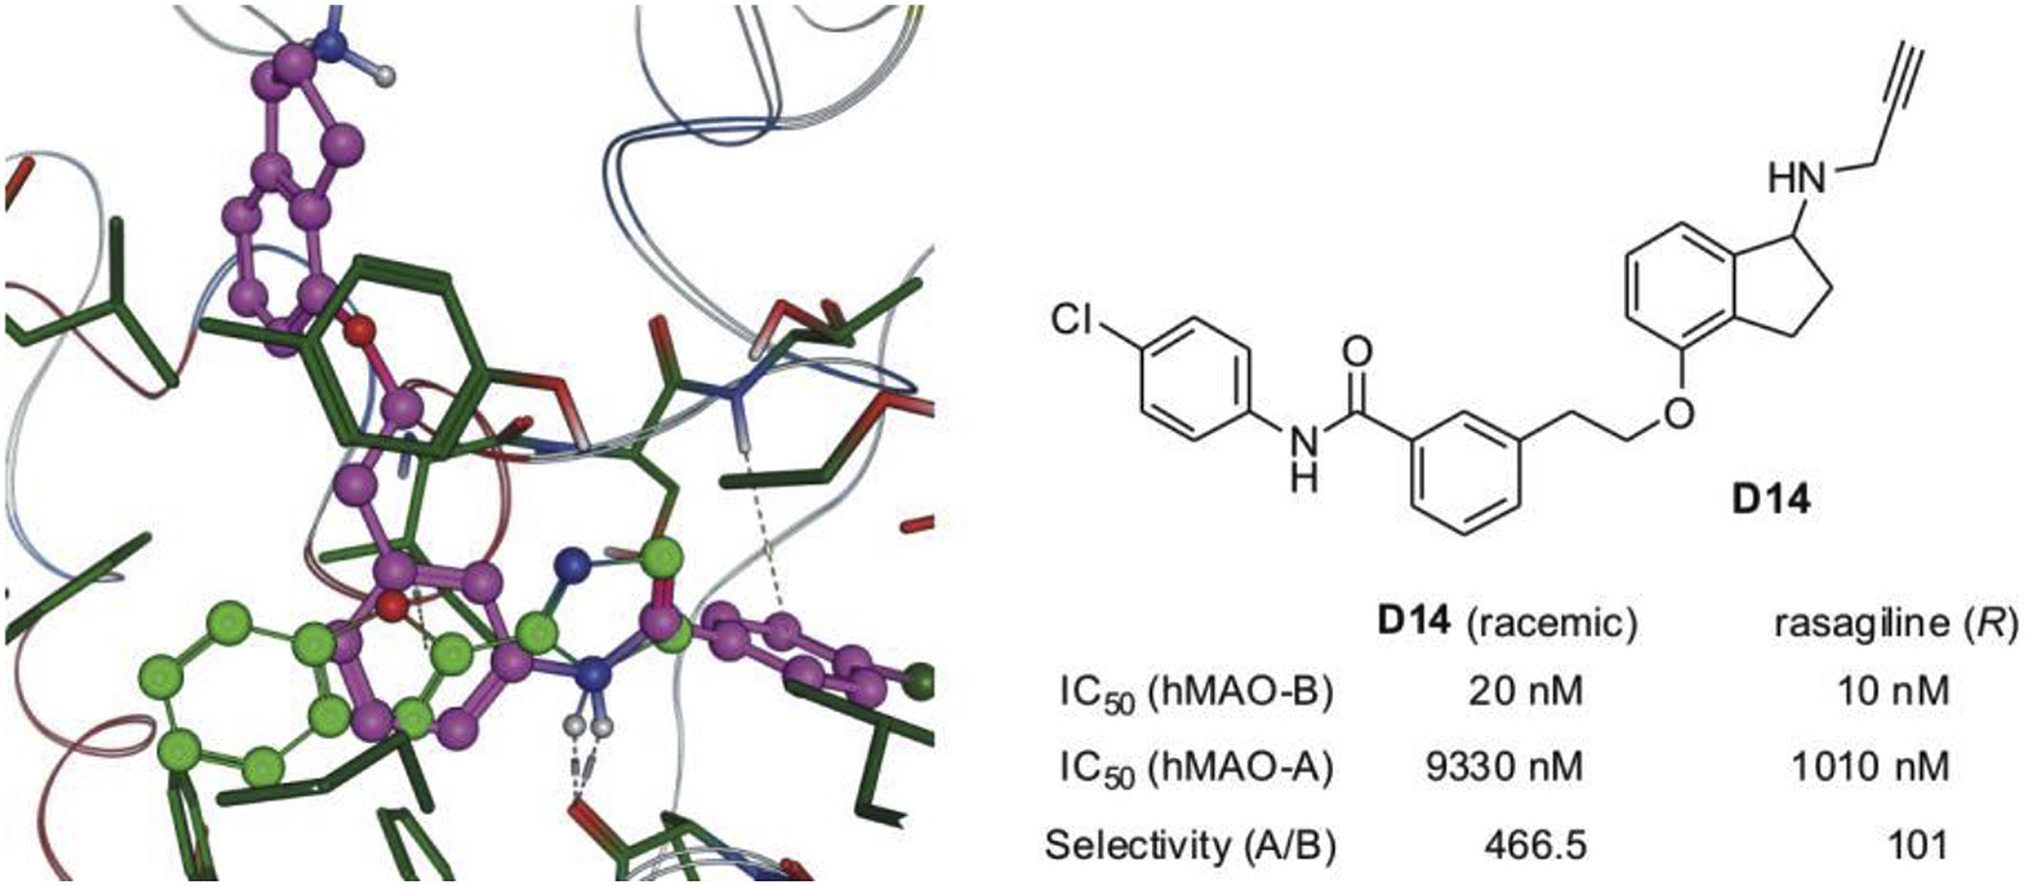 HN
Cl
O
O
N
H
D14
D14 (racemic) rasagiline (R)
IC50 (hMAO-B) 20 nM 10 nM
IC50 (hMAO-A) 9330 nM 1010 nM
Selectivity (A/B) 466.5 101